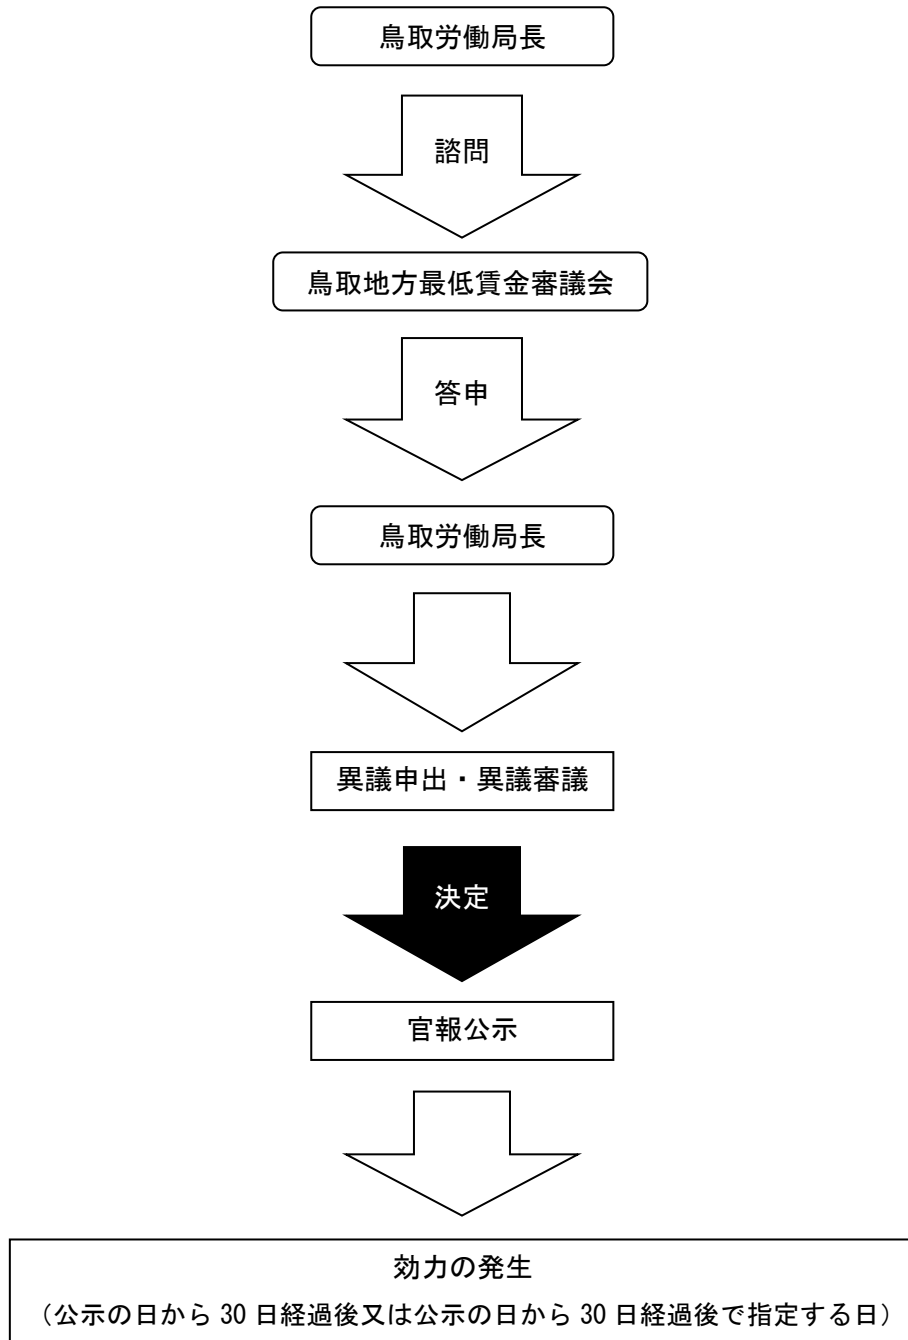 鳥取労働局長
諮問
鳥取地方最低賃金審議会
答申
鳥取労働局長
異議申出・異議審議
決定
官報公示
効力の発生
（公示の日から 30 日経過後又は公示の日から 30 日経過後で指定する日）